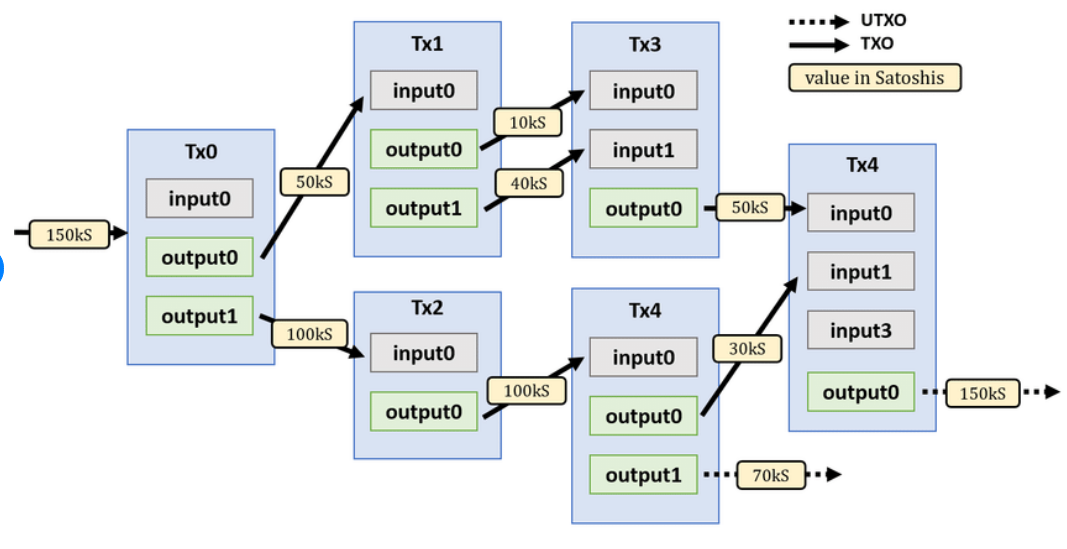 UTXO
TXO
value in Satoshis
150kS
Tx0
input0
output0
output1
50kS
100kS
Tx1
input0
output0
output1
10kS
40kS
Tx2
input0
output0
100kS
Tx3
input0
input1
output0
50kS
Tx4
input0
output0
output1
30kS
70kS
Tx4
input0
input1
input3
output0
150kS